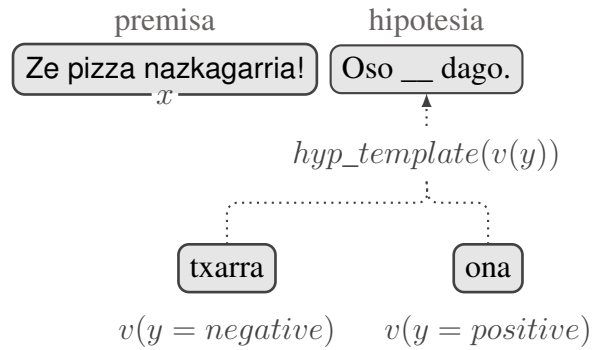 premisa hipotesia
Ze pizza nazkagarria! Oso __ dago.
x
hyp_template(v(y))
txarra ona
v(y = negative) v(y = positive)